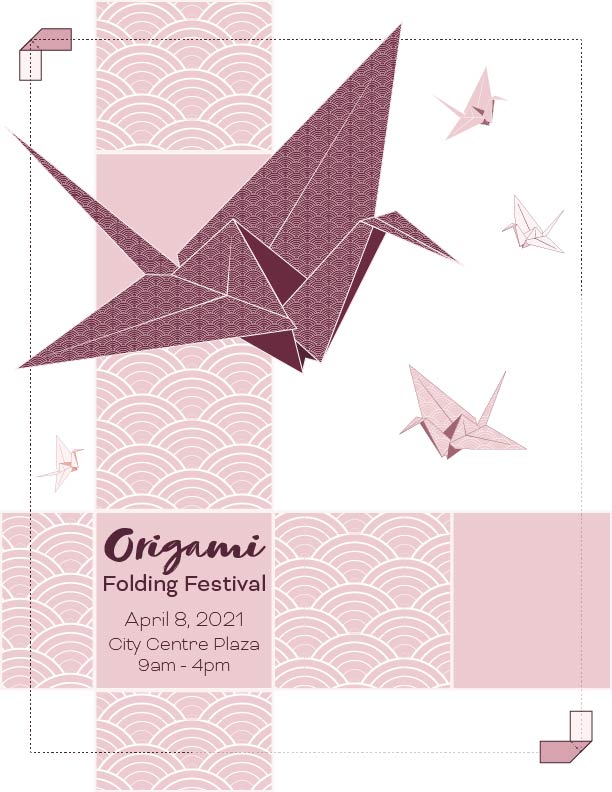 Origami
Folding Festival
April 8, 2021
City Centre Plaza
9am - 4pm